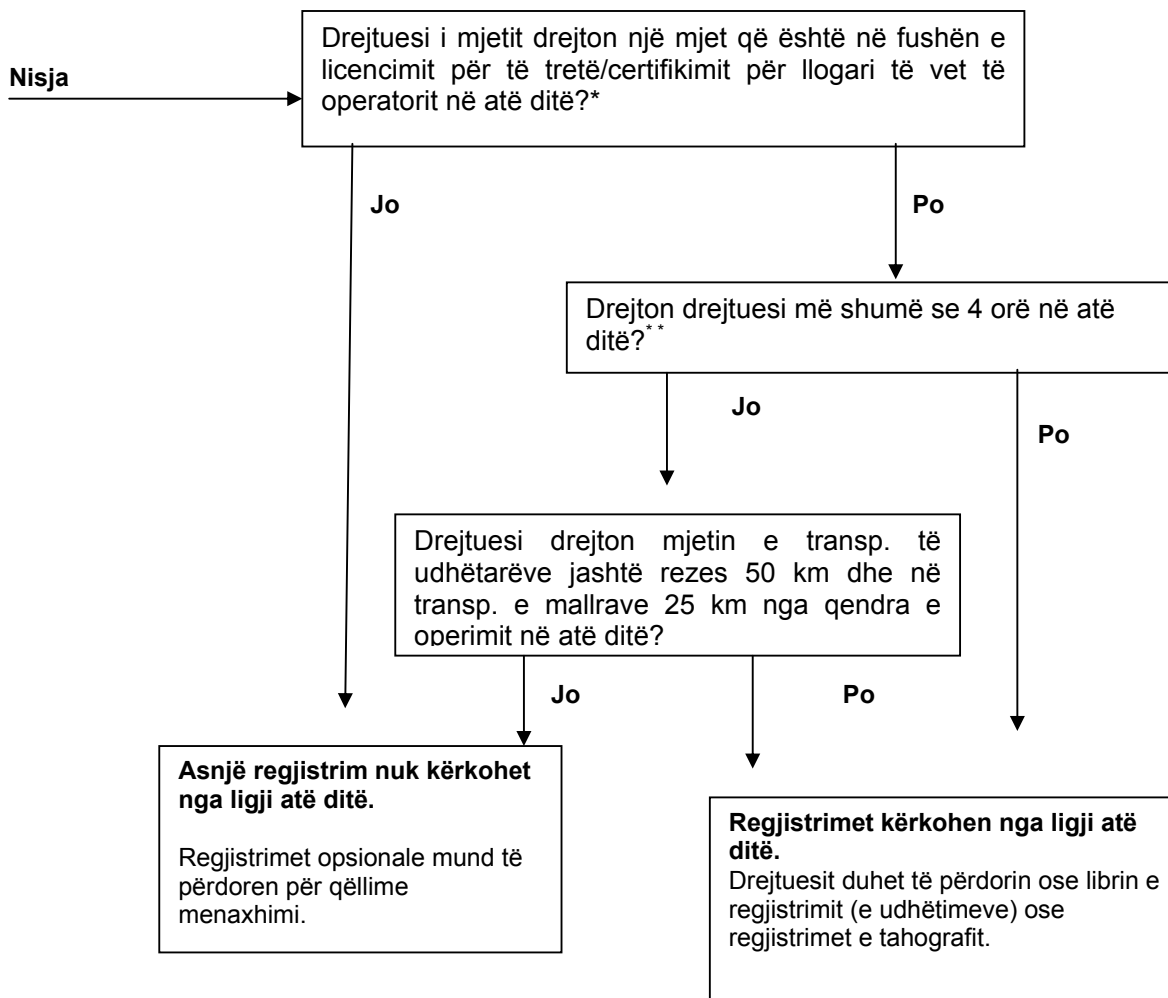 Nisja
Drejtuesi i mjetit drejton një mjet që është në fushën e
licencimit për të tretë/certifikimit për llogari të vet të
operatorit në atë ditë?*
Jo
Po
Drejton drejtuesi më shumë se 4 orë në atë
ditë?**
Jo
Po
Drejtuesi drejton mjetin e transp. të
udhëtarëve jashtë rezes 50 km dhe në
transp. e mallrave 25 km nga qendra e
operimit në atë ditë?
Jo
Po
Asnjë regjistrim nuk kërkohet
nga ligji atë ditë.
Regjistrimet opsionale mund të
përdoren për qëllime
menaxhimi.
Regjistrimet kërkohen nga ligji atë
ditë.
Drejtuesit duhet të përdorin ose librin e
regjistrimit (e udhëtimeve) ose
regjistrimet e tahografit.